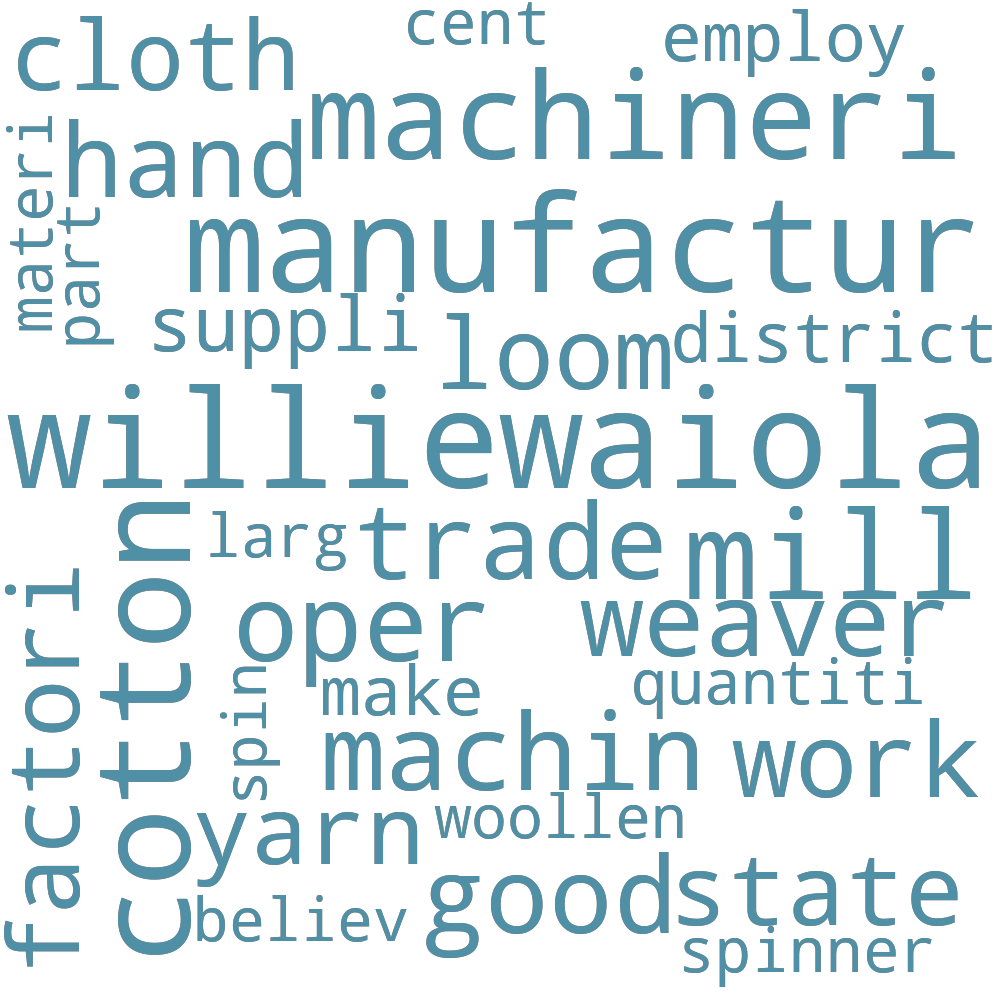 cloth
cent
employ
machineri
hand
materi
part
manufactur
suppli
loom
district
williewaiola
cotton
larg
trade
mill
factori
oper
weaver
spin
make
quantiti
machin
work
yarn
woollen
believ
good
state
spinner